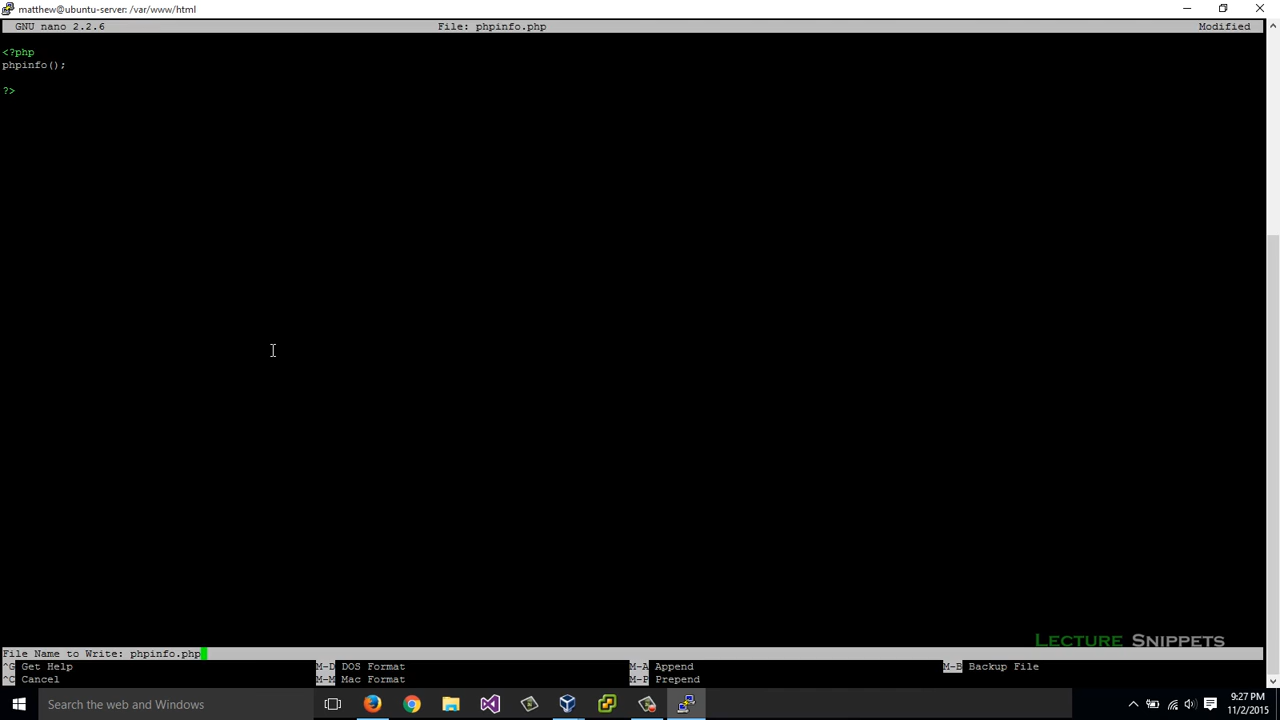 matthew@ubuntu-server: /var/www/html
GNU nano 2.2.6 File: phpinfo.php Modified
<?php
phpinfo();
?>
LECTURE SNIPPETS
File Name to Write: phpinfo.php
^G Get Help M-D DOS Format M-A Append M-B Backup File
^C Cancel M-M Mac Format M-P Prepend
Search the web and Windows
9:27 PM
11/2/2015